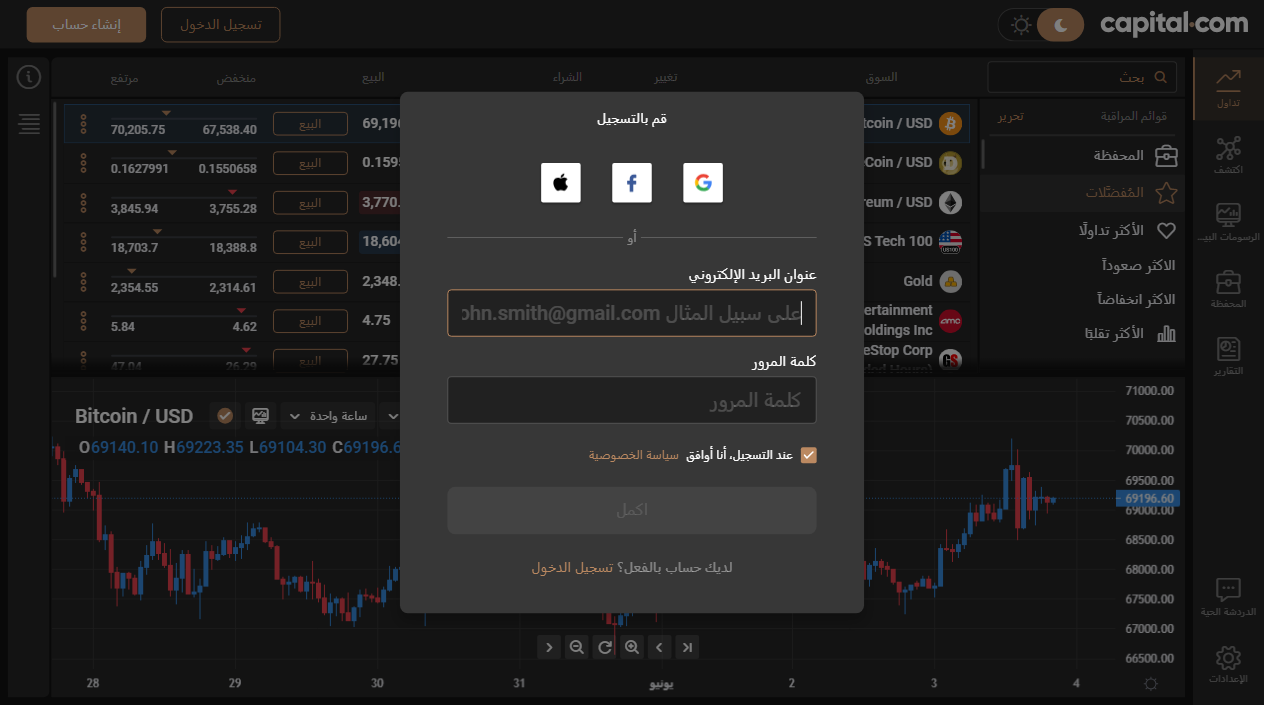 capital.com
تسجيل الدخول
إنشاء حساب
بحث
السوق
تغيير
الشراء
البيع
منخفض
مرتفع
تداول
اكتشف
الرسومات البيـ...
المحفظة
التقارير
الدردشة الحية
الإعدادات
قوائم المراقبة
تحرير
المحفظة
المُفضَّلات
الأكثر تداولًا
الاكثر صعوداً
الاكثر انخفاضاً
الأكثر تقلبًا
tcoin / USD
69,196
البيع
67,538.40
70,205.75
Coin / USD
0.1595
البيع
0.1550658
0.1627991
reum / USD
3,770.
البيع
3,755.28
3,845.94
S Tech 100
18,604
البيع
18,388.8
18,703.7
Gold
2,348.
البيع
2,314.61
2,354.55
ertainment
oldings Inc
4.75
البيع
4.62
5.84
eStop Corp
27.75
البيع
26.29
47.04
قم بالتسجيل
أو
عنوان البريد الإلكتروني
على سبيل المثال ohn.smith@gmail.com
كلمة المرور
كلمة المرور
عند التسجيل، أنا أوافق سياسة الخصوصية
اكمل
لديك حساب بالفعل؟ تسجيل الدخول
Bitcoin / USD
ساعة واحدة
O69140.10 H69223.35 L69104.30 C69196.6
71000.00
70500.00
70000.00
69500.00
69196.60
69000.00
68500.00
68000.00
67500.00
67000.00
66500.00
28
29
30
31
يونيو
2
3
4